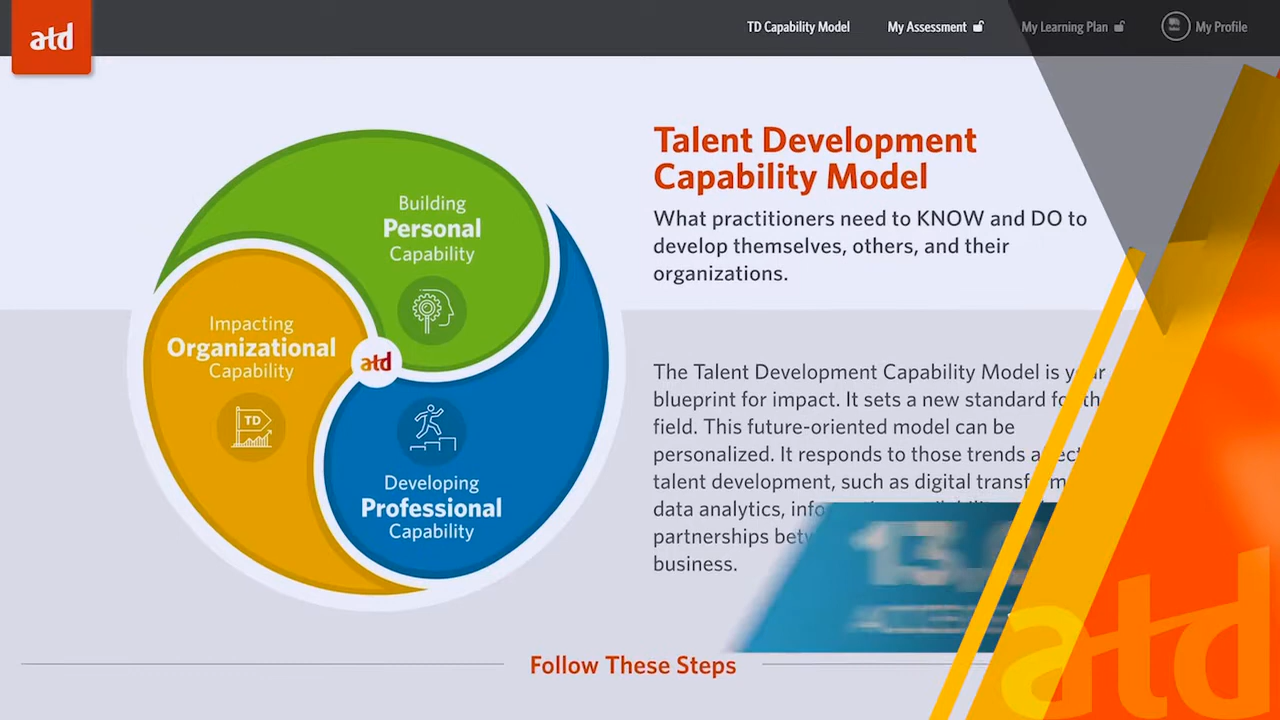 atd
TD Capability Model
My Assessment
My Learning Plan
My Profile
Talent Development
Capability Model
What practitioners need to KNOW and DO to
develop themselves, others, and their
organizations.
Building
Personal
Capability
Impacting
Organizational
Capability
TD
atd
Developing
Professional
Capability
The Talent Development Capability Model is
blueprint for impact. It sets a new standard
field. This future-oriented model can be
personalized. It responds to those trends
talent development, such as digital
data analytics,
partnerships
business.
Follow These Steps
atd